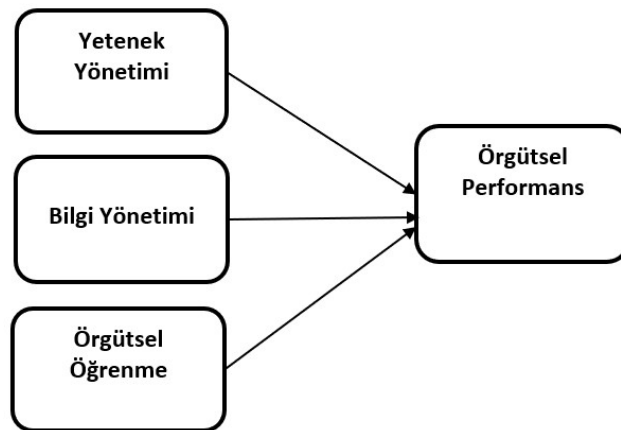 Yetenek
Yönetimi
Bilgi Yönetimi
Örgütsel
Öğrenme
Örgütsel
Performans